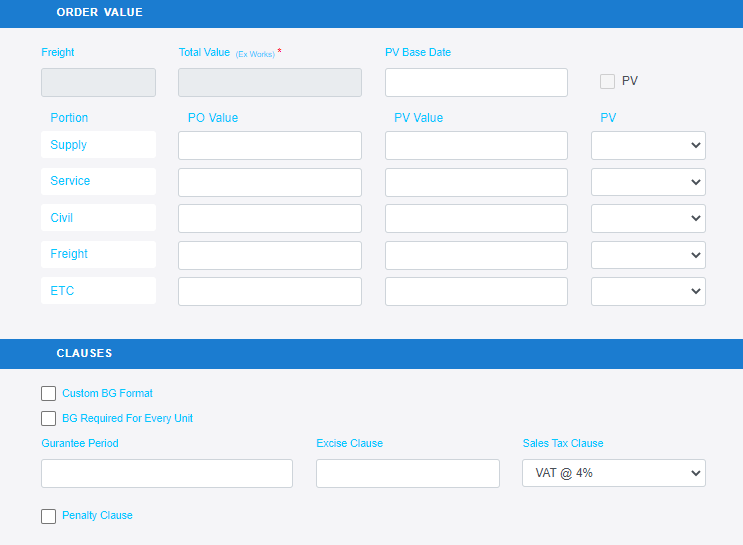 ORDER VALUE
Freight Total Value (Ex Works) * PV Base Date
PV
Portion PO Value PV Value PV
Supply
Service
Civil
Freight
ETC
CLAUSES
Custom BG Format
BG Required For Every Unit
Gurantee Period Excise Clause Sales Tax Clause
VAT @ 4%
Penalty Clause